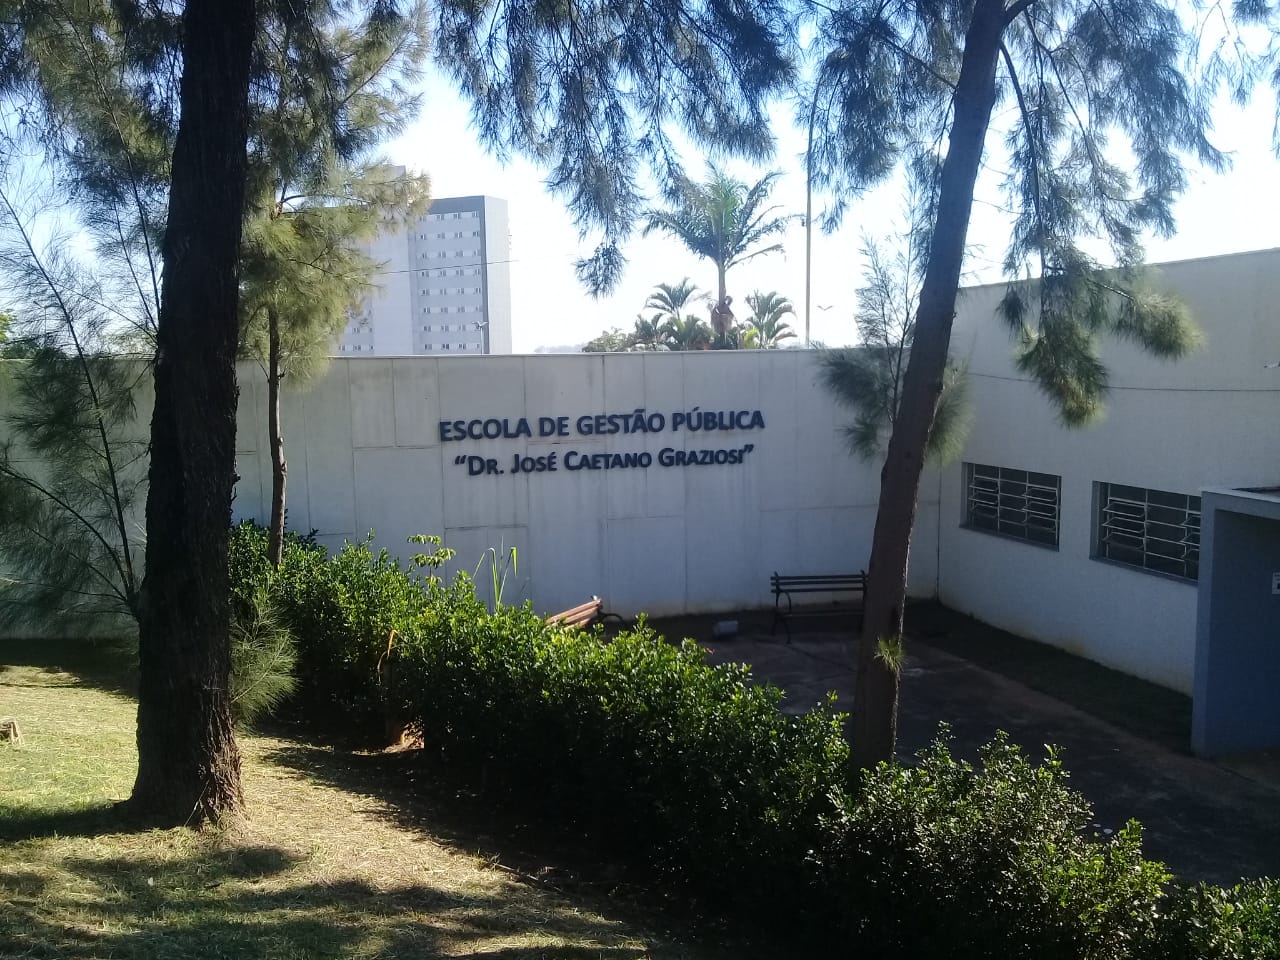 ESCOLA DE GESTÃO PÚBLICA
“DR. JOSÉ CAETANO GRAZIOSI”